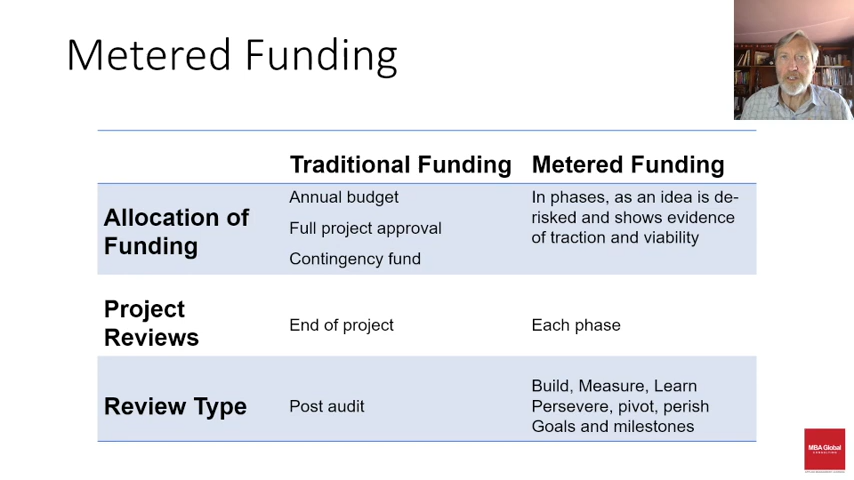 Metered Funding
Traditional Funding
Metered Funding
Allocation of
Funding
Annual budget
Full project approval
Contingency fund
In phases, as an idea is de-
risked and shows evidence
of traction and viability
Project
Reviews
End of project
Each phase
Review Type
Post audit
Build, Measure, Learn
Persevere, pivot, perish
Goals and milestones
MBA Global
CONSULTING